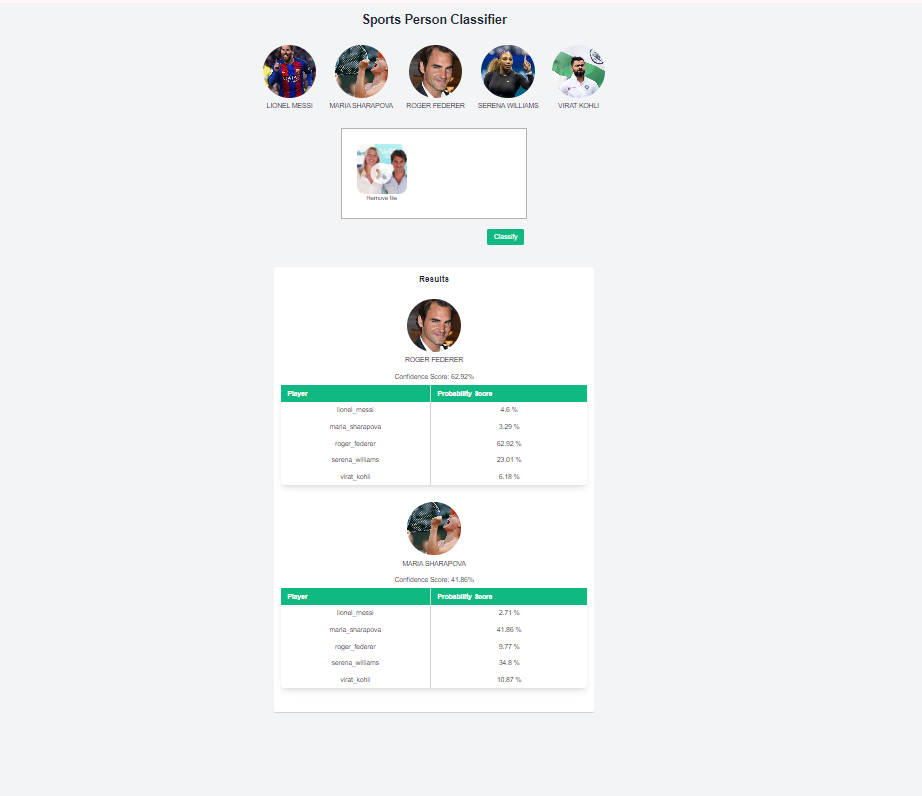 Sports Person Classifier
LIONEL MESSI MARIA SHARAPOVA ROGER FEDERER SERENA WILLIAMS VIRAT KOHLI
Remove file
Classify
Results
ROGER FEDERER
Confidence Score: 62.92%
Player Probability Score
lionel_messi 4.6 %
maria_sharapova 3.29 %
roger_federer 62.92 %
serena_williams 23.01 %
virat_kohli 6.18 %
MARIA SHARAPOVA
Confidence Score: 41.86%
Player Probability Score
lionel_messi 2.71 %
maria_sharapova 41.86 %
roger_federer 9.77 %
serena_williams 34.8 %
virat_kohli 10.87 %